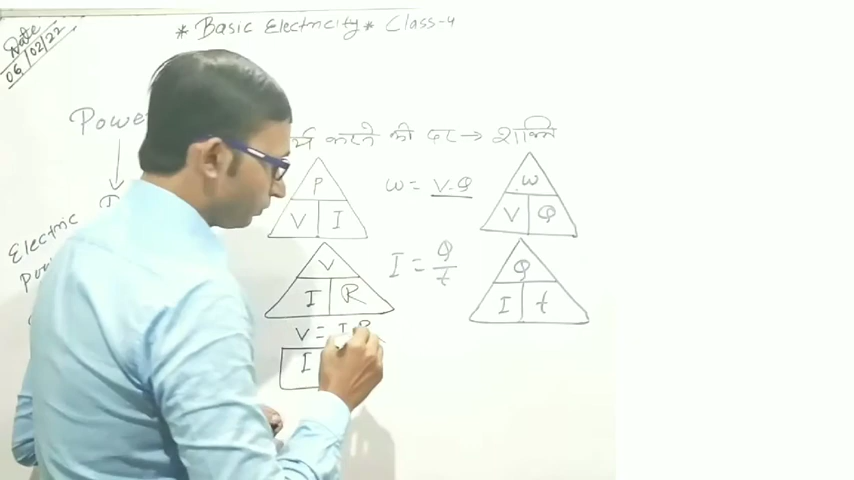 Date
06/02/22
* Basic Electricity * Class-4
Power
करने की दर → शक्ति
P
V I
W = V.Q
W
V Q
Electric
V
I R
I = Q/t
Q
I t
V = I.R
I